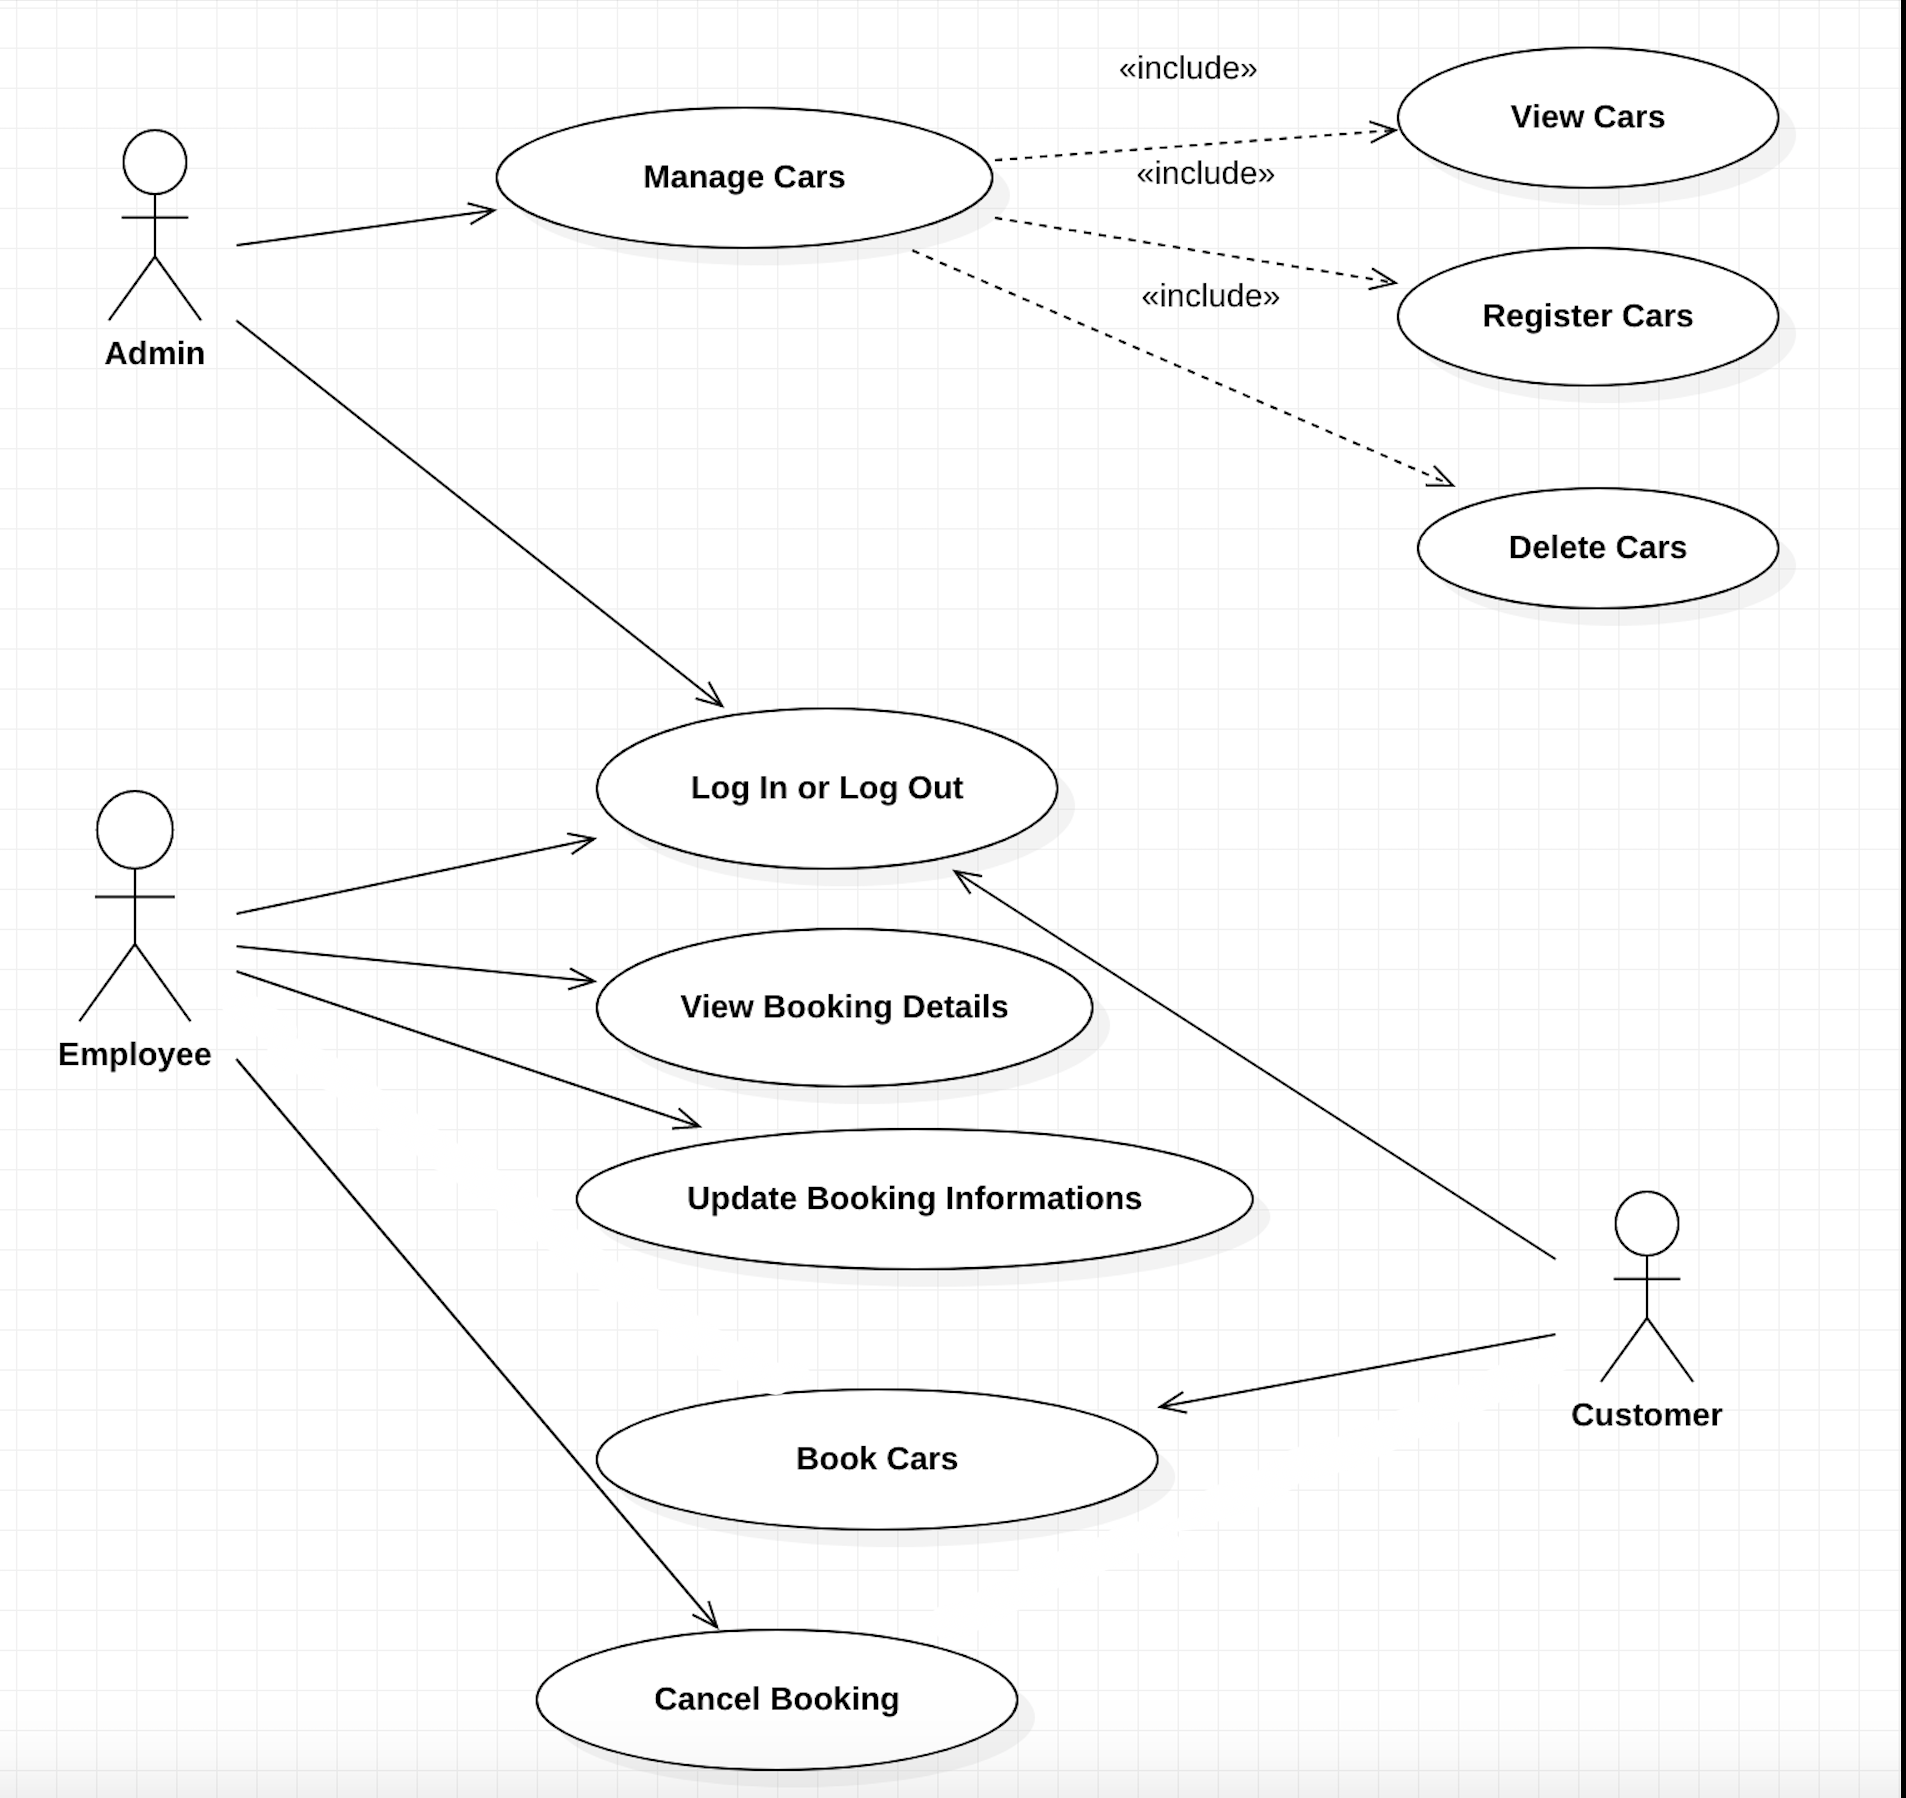 «include»
View Cars
Manage Cars
«include»
«include»
Register Cars
Admin
Delete Cars
Log In or Log Out
View Booking Details
Employee
Update Booking Informations
Customer
Book Cars
Cancel Booking